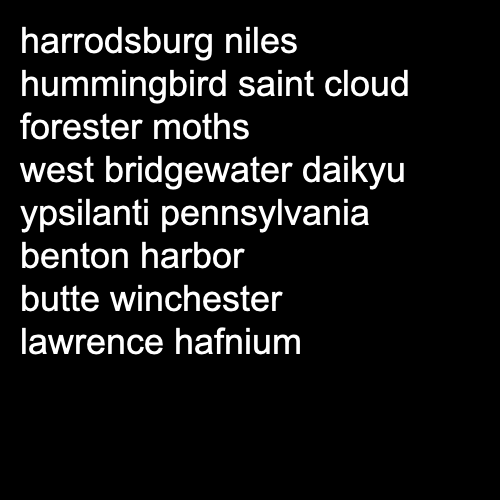 harrodsburg niles
hummingbird saint cloud
forester moths
west bridgewater daikyu
ypsilanti pennsylvania
benton harbor
butte winchester
lawrence hafnium